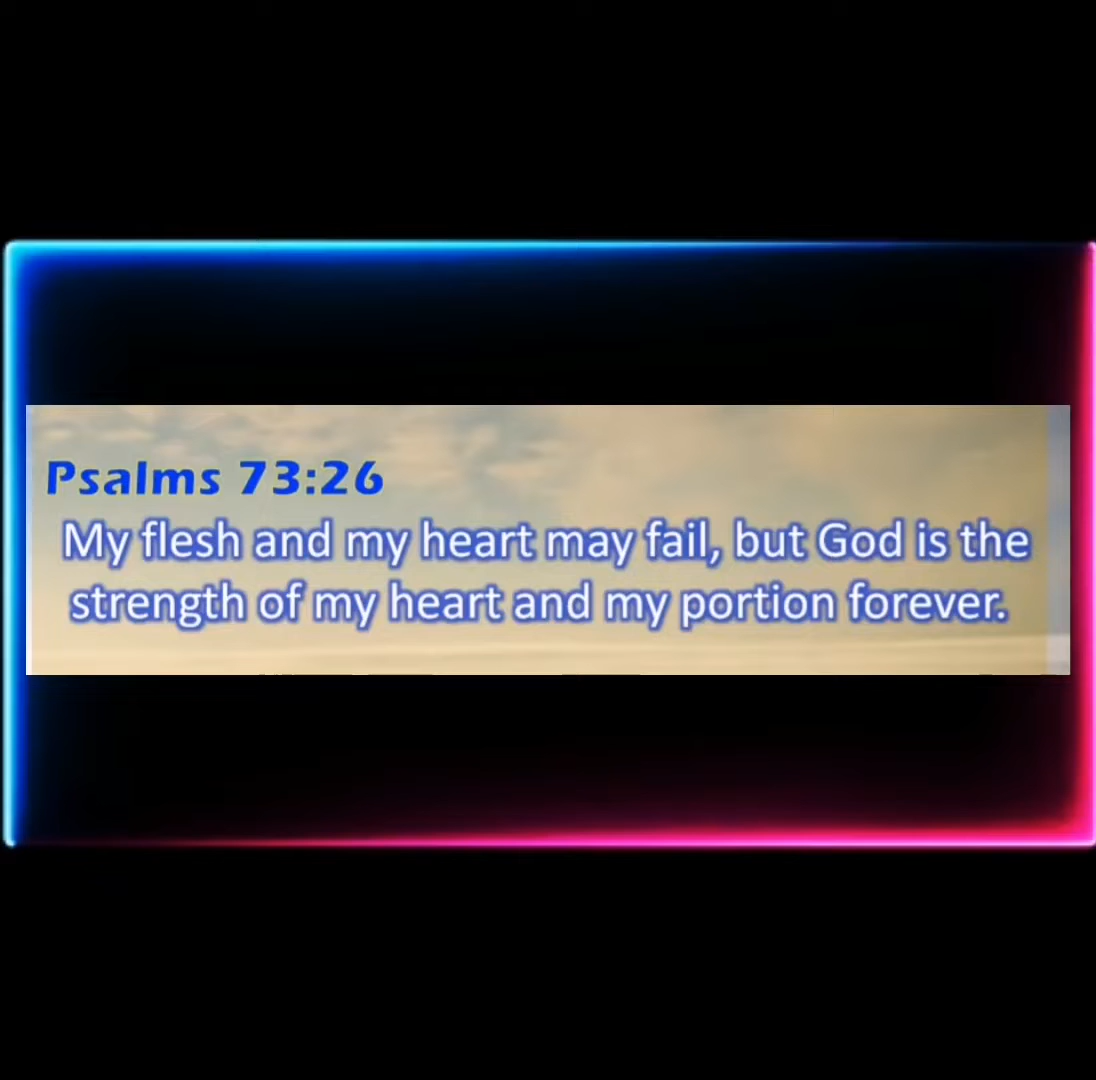 Psalms 73:26
My flesh and my heart may fail, but God is the
strength of my heart and my portion forever.